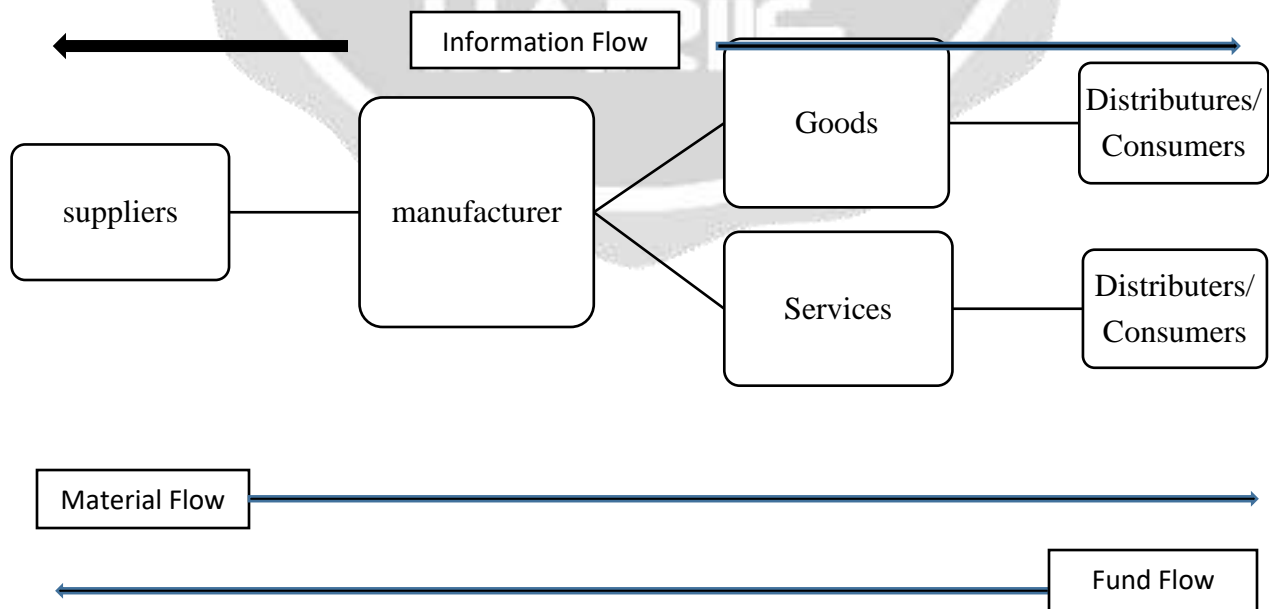 Information Flow
Goods
Distributures/
Consumers
suppliers
manufacturer
Services
Distributers/
Consumers
Material Flow
Fund Flow